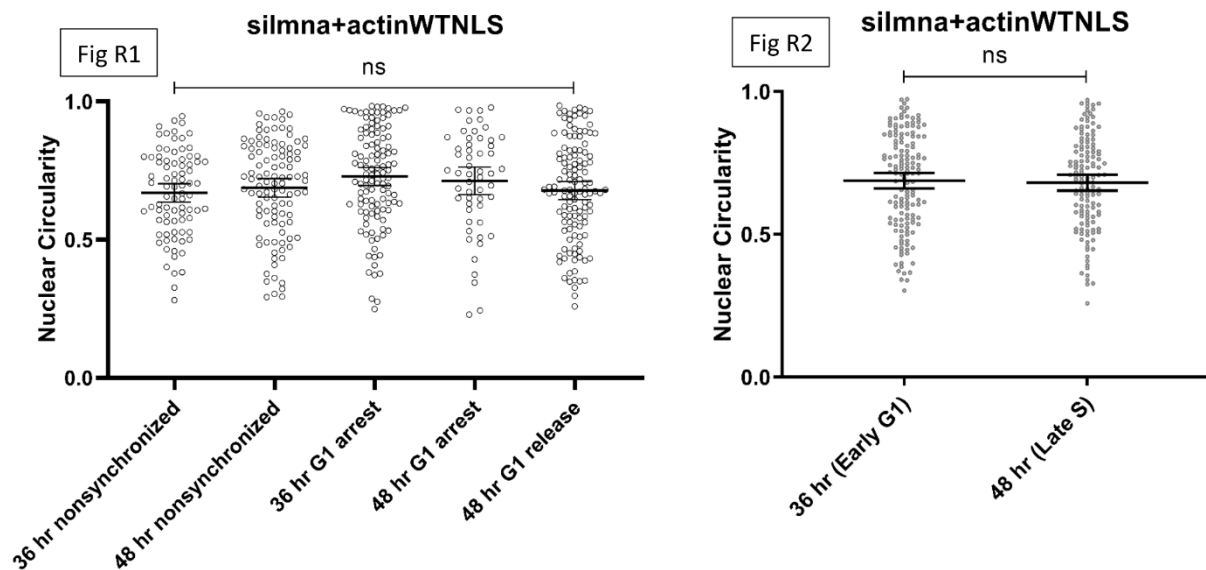 silmna+actinWTNLS
Fig R1
ns
Nuclear Circularity
1.0
0.5
0.0
36 hr nonsynchronized
48 hr nonsynchronized
36 hr G1 arrest
48 hr G1 arrest
48 hr G1 release
silmna+actinWTNLS
Fig R2
ns
Nuclear Circularity
1.0
0.5
0.0
36 hr (Early G1)
48 hr (Late S)